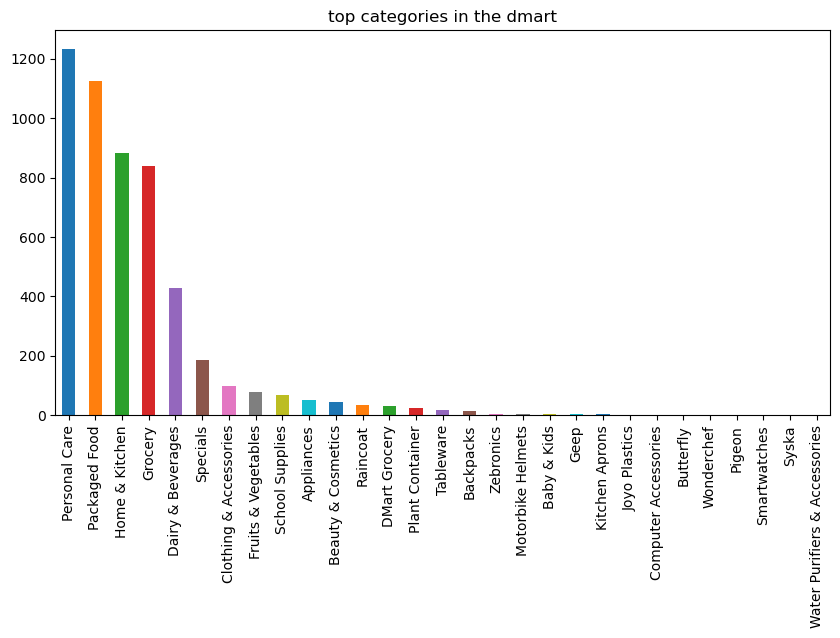 top categories in the dmart
1200
1000
800
600
400
200
0
Personal Care
Packaged Food
Home & Kitchen
Grocery
Dairy & Beverages
Specials
Clothing & Accessories
Fruits & Vegetables
School Supplies
Appliances
Beauty & Cosmetics
Raincoat
DMart Grocery
Plant Container
Tableware
Backpacks
Zebronics
Motorbike Helmets
Baby & Kids
Geep
Kitchen Aprons
Joyo Plastics
Computer Accessories
Butterfly
Wonderchef
Pigeon
Smartwatches
Syska
Water Purifiers & Accessories